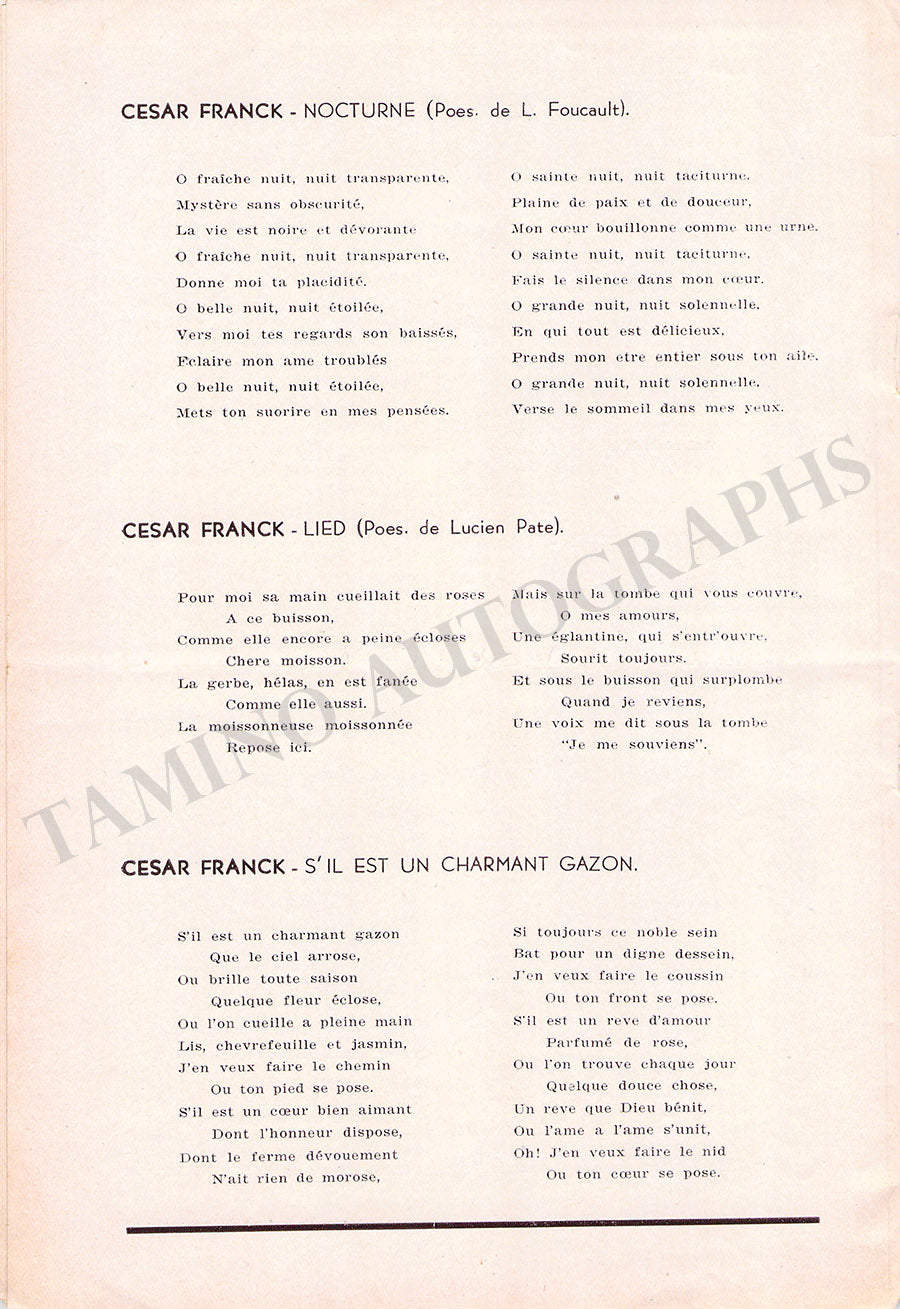 CESAR FRANCK - NOCTURNE (Poes. de L. Foucault).
O fraîche nuit, nuit transparente,
Mystère sans obscurité,
La vie est noire et dévorante
O fraîche nuit, nuit transparente,
Donne moi ta placidité.
O belle nuit, nuit étoilée,
Vers moi tes regards son baissés,
Eclaire mon ame troublés
O belle nuit, nuit étoilée,
Mets ton suorire en mes pensées.
O sainte nuit, nuit taciturne.
Plaine de paix et de douceur,
Mon cœur bouillonne comme une urne.
O sainte nuit, nuit taciturne,
Fais le silence dans mon cœur.
O grande nuit, nuit solennelle.
En qui tout est délicieux,
Prends mon etre entier sous ton aile.
O grande nuit, nuit solennelle.
Verse le sommeil dans mes yeux.
CESAR FRANCK - LIED (Poes. de Lucien Pate).
Pour moi sa main cueillait des roses
A ce buisson,
Comme elle encore a peine écloses
Chere moisson.
La gerbe, hélas, en est fanée
Comme elle aussi.
La moissonneuse moissonnée
Repose ici.
Mais sur la tombe qui vous couvre,
O mes amours,
Une églantine, qui s'entr'ouvre,
Sourit toujours.
Et sous le buisson qui surplombe
Quand je reviens,
Une voix me dit sous la tombe
"Je me souviens".
CESAR FRANCK - S'IL EST UN CHARMANT GAZON.
S'il est un charmant gazon
Que le ciel arrose,
Ou brille toute saison
Quelque fleur éclose,
Ou l'on cueille a pleine main
Lis, chevrefeuille et jasmin,
J'en veux faire le chemin
Ou ton pied se pose.
S'il est un cœur bien aimant
Dont l'honneur dispose,
Dont le ferme dévouement
N'ait rien de morose,
Si toujours ce noble sein
Bat pour un digne dessein,
J'en veux faire le coussin
Ou ton front se pose.
S'il est un reve d'amour
Parfumé de rose,
Ou l'on trouve chaque jour
Quelque douce chose,
Un reve que Dieu bénit,
Ou l'ame a l'ame s'unit,
Oh! J'en veux faire le nid
Ou ton cœur se pose.
TAMINO AUTOGRAPHS